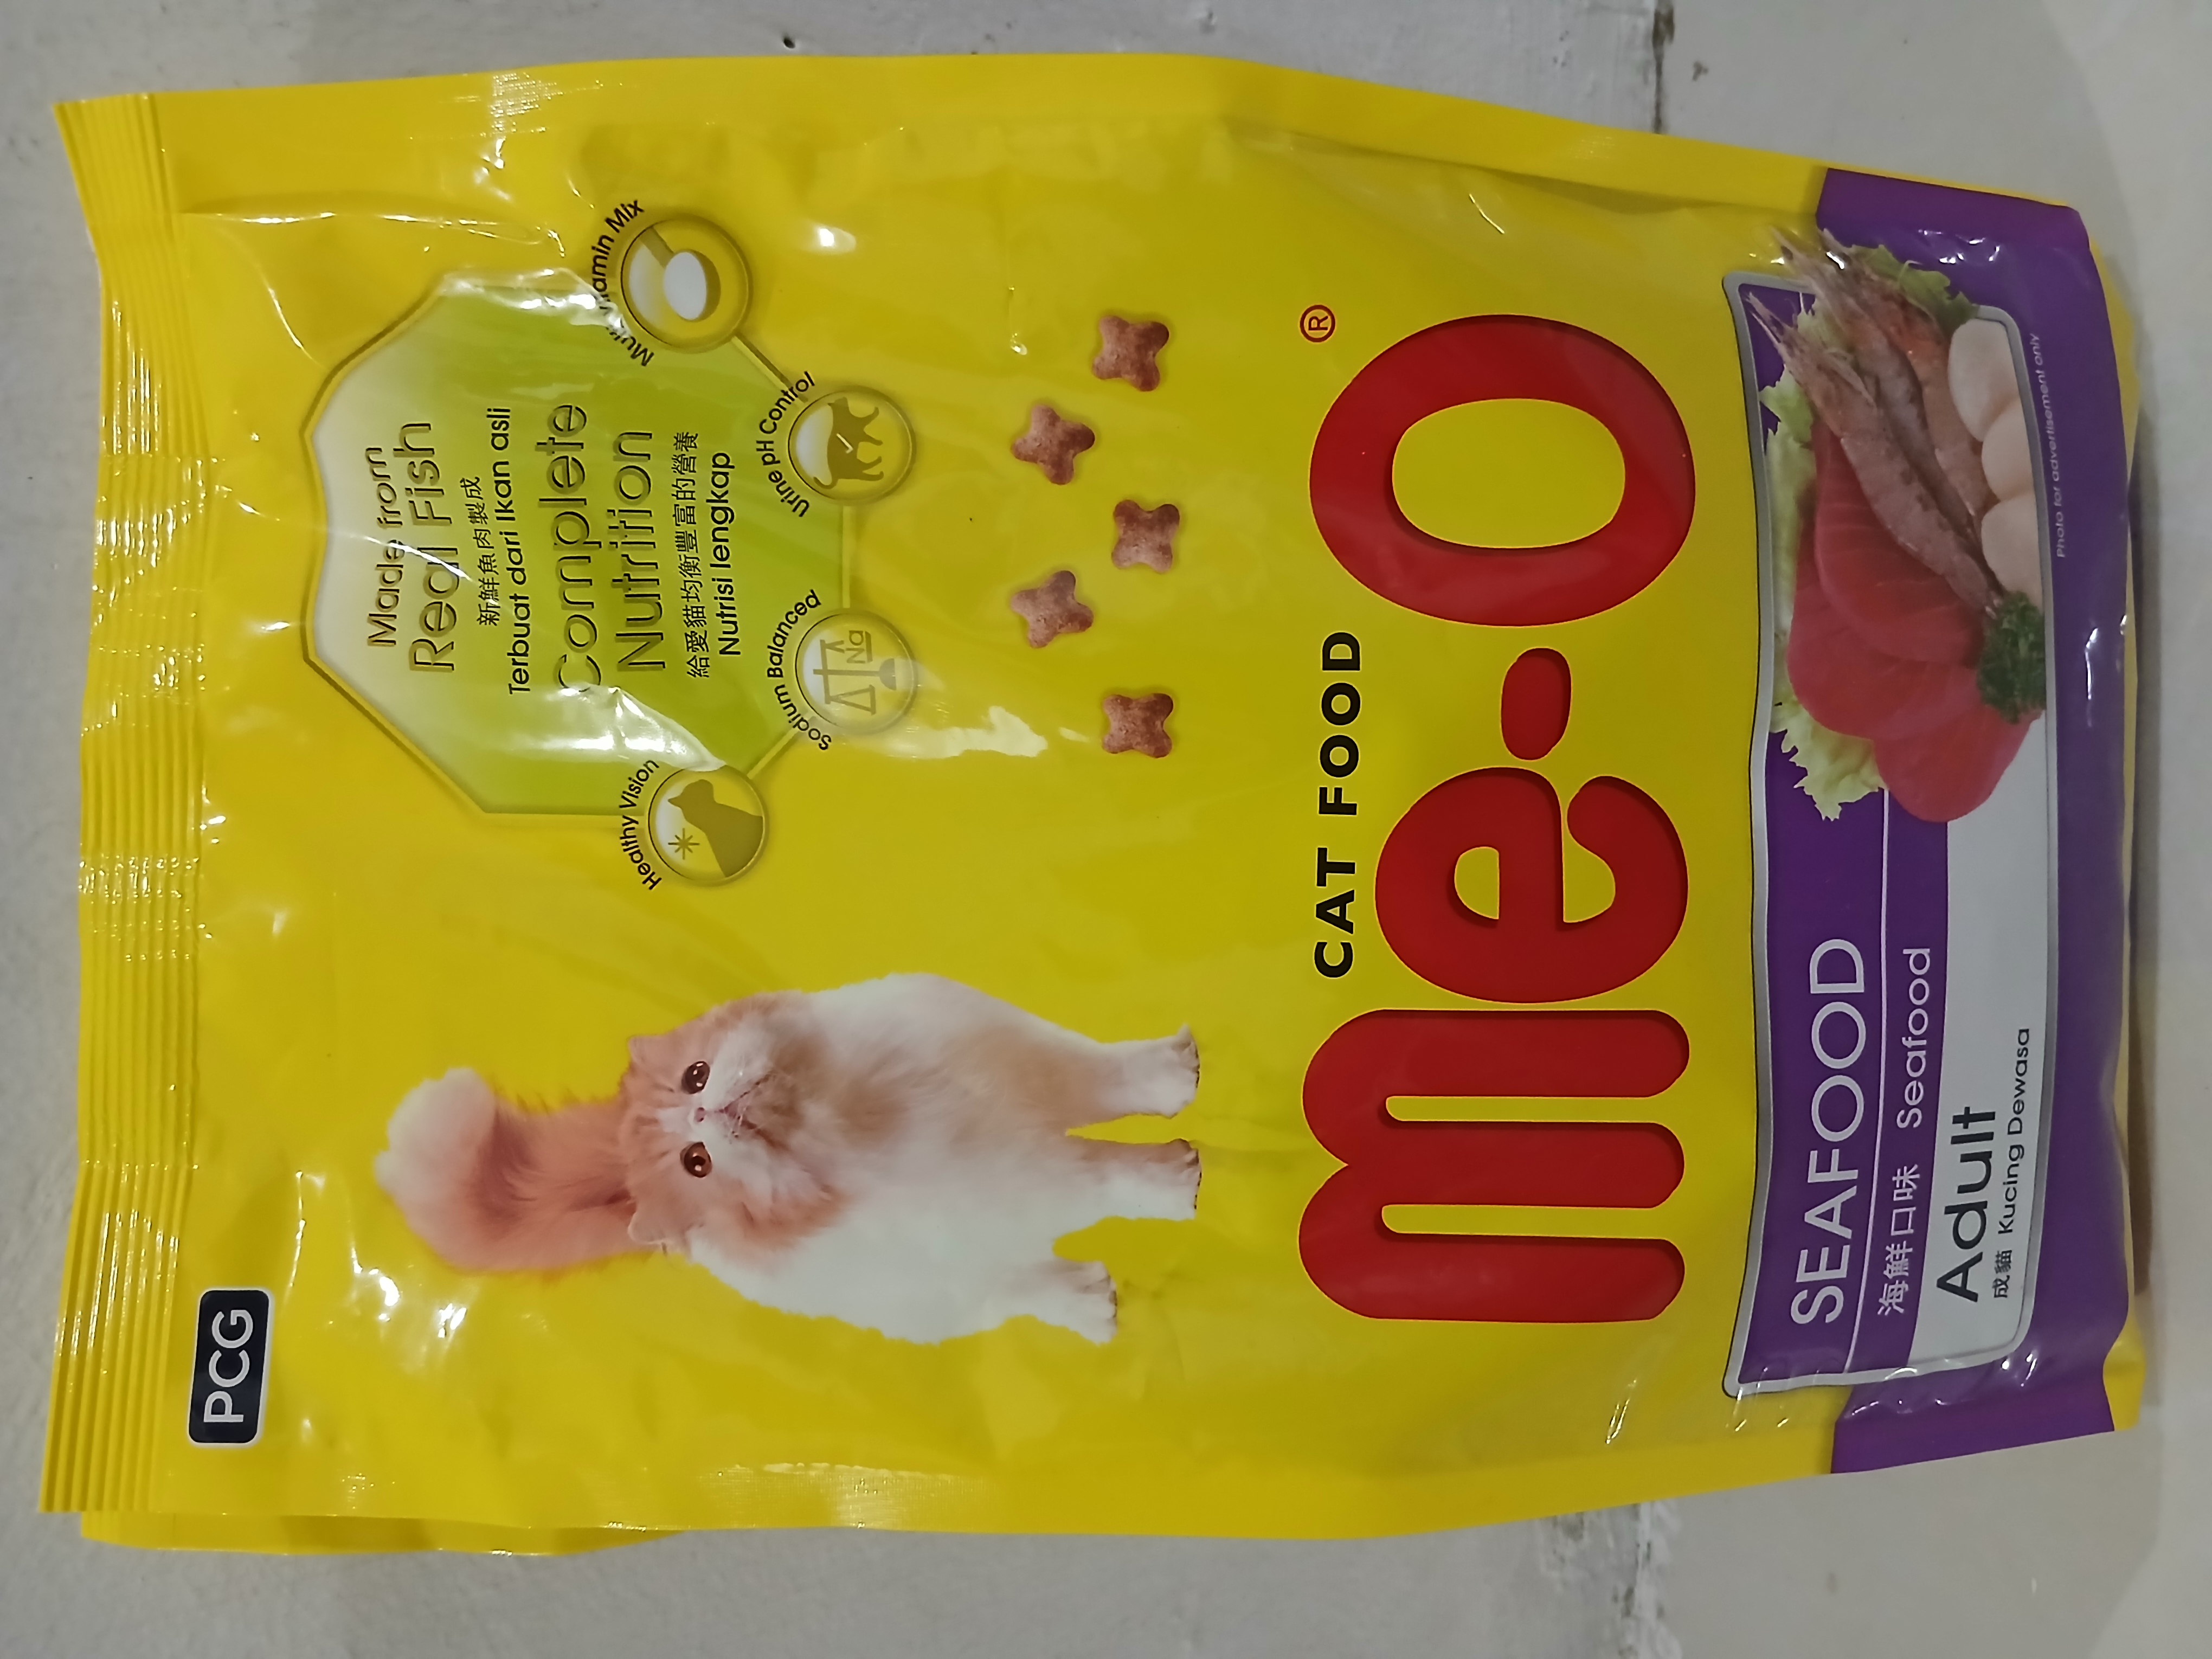 PCG
Made from
Real Fish
新鮮魚肉製成
Terbuat dari Ikan asli
Complete
Nutrition
給愛貓均衡豐富的營養
Nutrisi lengkap
Healthy Vision
Sodium Balanced
Urine pH Control
Multi Vitamin Mix
CAT FOOD
me-O®
SEAFOOD
海鮮口味 Seafood
Adult
成貓 Kucing Dewasa
Photo for advertisement only